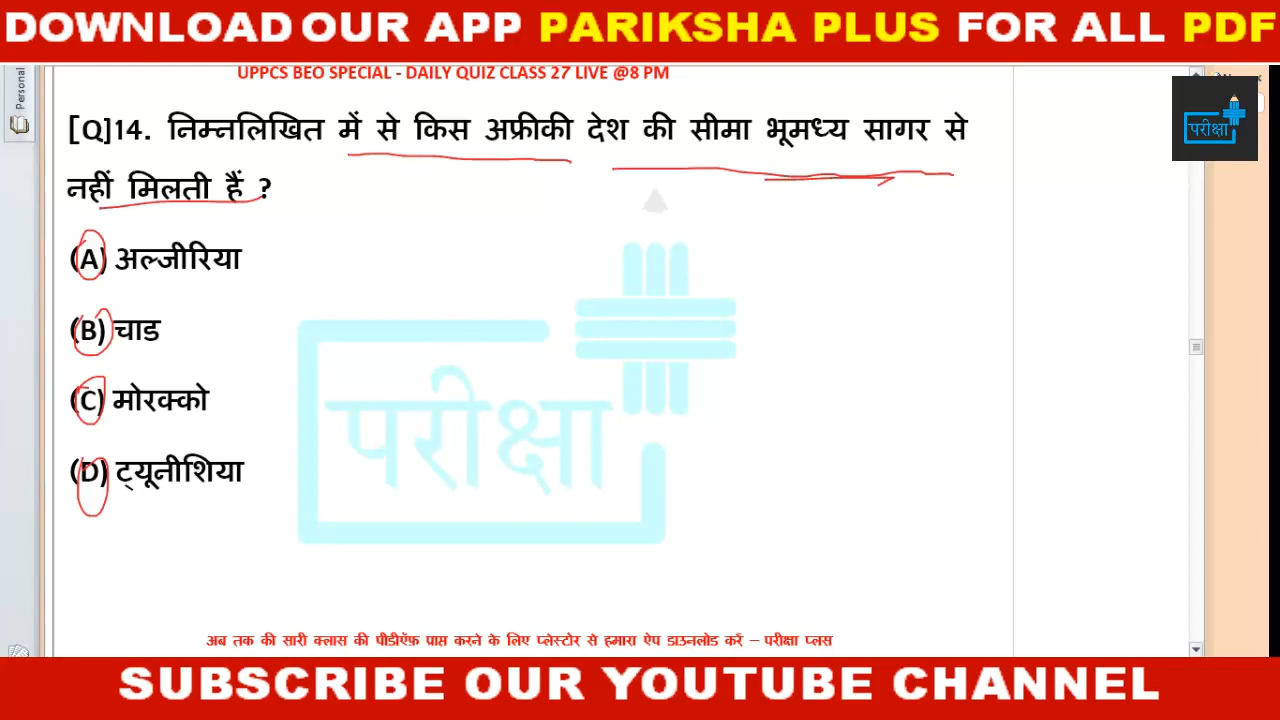 DOWNLOAD OUR APP PARIKSHA PLUS FOR ALL PDF
Personal
UPPCS BEO SPECIAL - DAILY QUIZ CLASS 27 LIVE @8 PM
परीक्षा
[Q]14. निम्नलिखित में से किस अफ्रीकी देश की सीमा भूमध्य सागर से
नहीं मिलती हैं ?
(A) अल्जीरिया
(B) चाड
(C) मोरक्को
(D) ट्यूनीशिया
परीक्षा
अब तक की सारी क्लास की पीडीऍफ़ प्राप्त करने के लिए प्लेस्टोर से हमारा ऐप डाउनलोड करें – परीक्षा प्लस
SUBSCRIBE OUR YOUTUBE CHANNEL